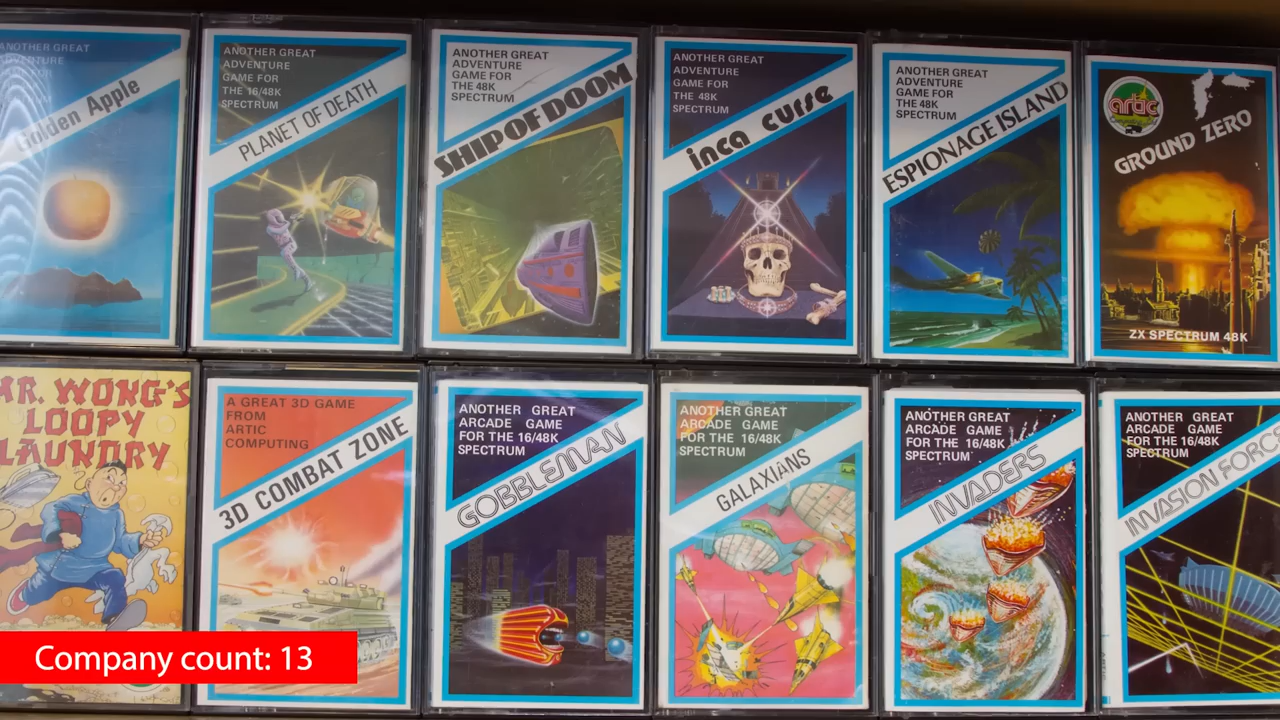 ANOTHER GREAT
ADVENTURE
GAME FOR
Golden Apple
ANOTHER GREAT
ADVENTURE
GAME FOR
THE 16/48K
SPECTRUM
PLANET OF DEATH
ANOTHER GREAT
ADVENTURE
GAME FOR
THE 48K
SPECTRUM
SHIP OF DOOM
ANOTHER GREAT
ADVENTURE
GAME FOR
THE 48K
SPECTRUM
inca curse
ANOTHER GREAT
ADVENTURE
GAME FOR
THE 48K
SPECTRUM
ESPIONAGE ISLAND
artic
GROUND ZERO
ZX SPECTRUM 48K
MR. WONG'S
LOOPY
LAUNDRY
A GREAT 3D GAME
FROM
ARTIC
COMPUTING
3D COMBAT ZONE
ANOTHER GREAT
ARCADE GAME
FOR THE 16/48K
SPECTRUM
GOBBLEMAN
ANOTHER GREAT
ARCADE GAME
FOR THE 16/48K
SPECTRUM
GALAXIANS
ANOTHER GREAT
ARCADE GAME
FOR THE 16/48K
SPECTRUM
INVADERS
ANOTHER GREAT
ARCADE GAME
FOR THE 16/48K
SPECTRUM
INVASION FORCE
Company count: 13